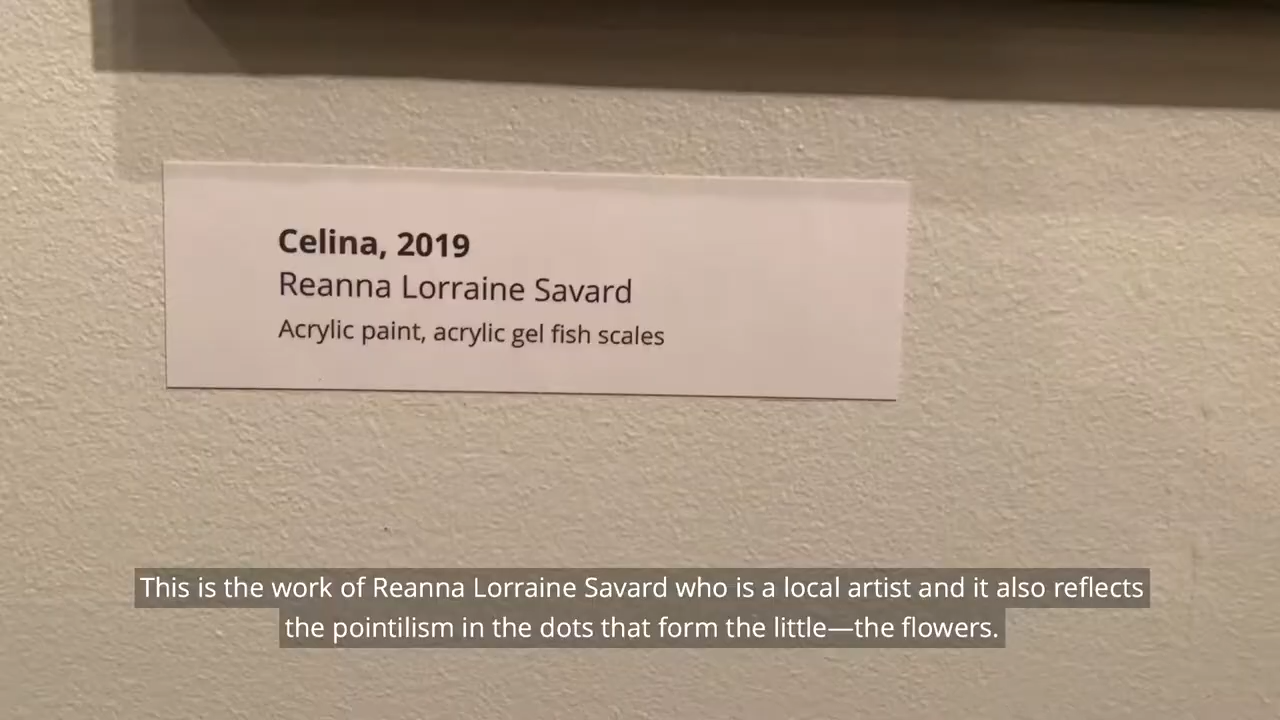 Celina, 2019
Reanna Lorraine Savard
Acrylic paint, acrylic gel fish scales
This is the work of Reanna Lorraine Savard who is a local artist and it also reflects
the pointilism in the dots that form the little—the flowers.